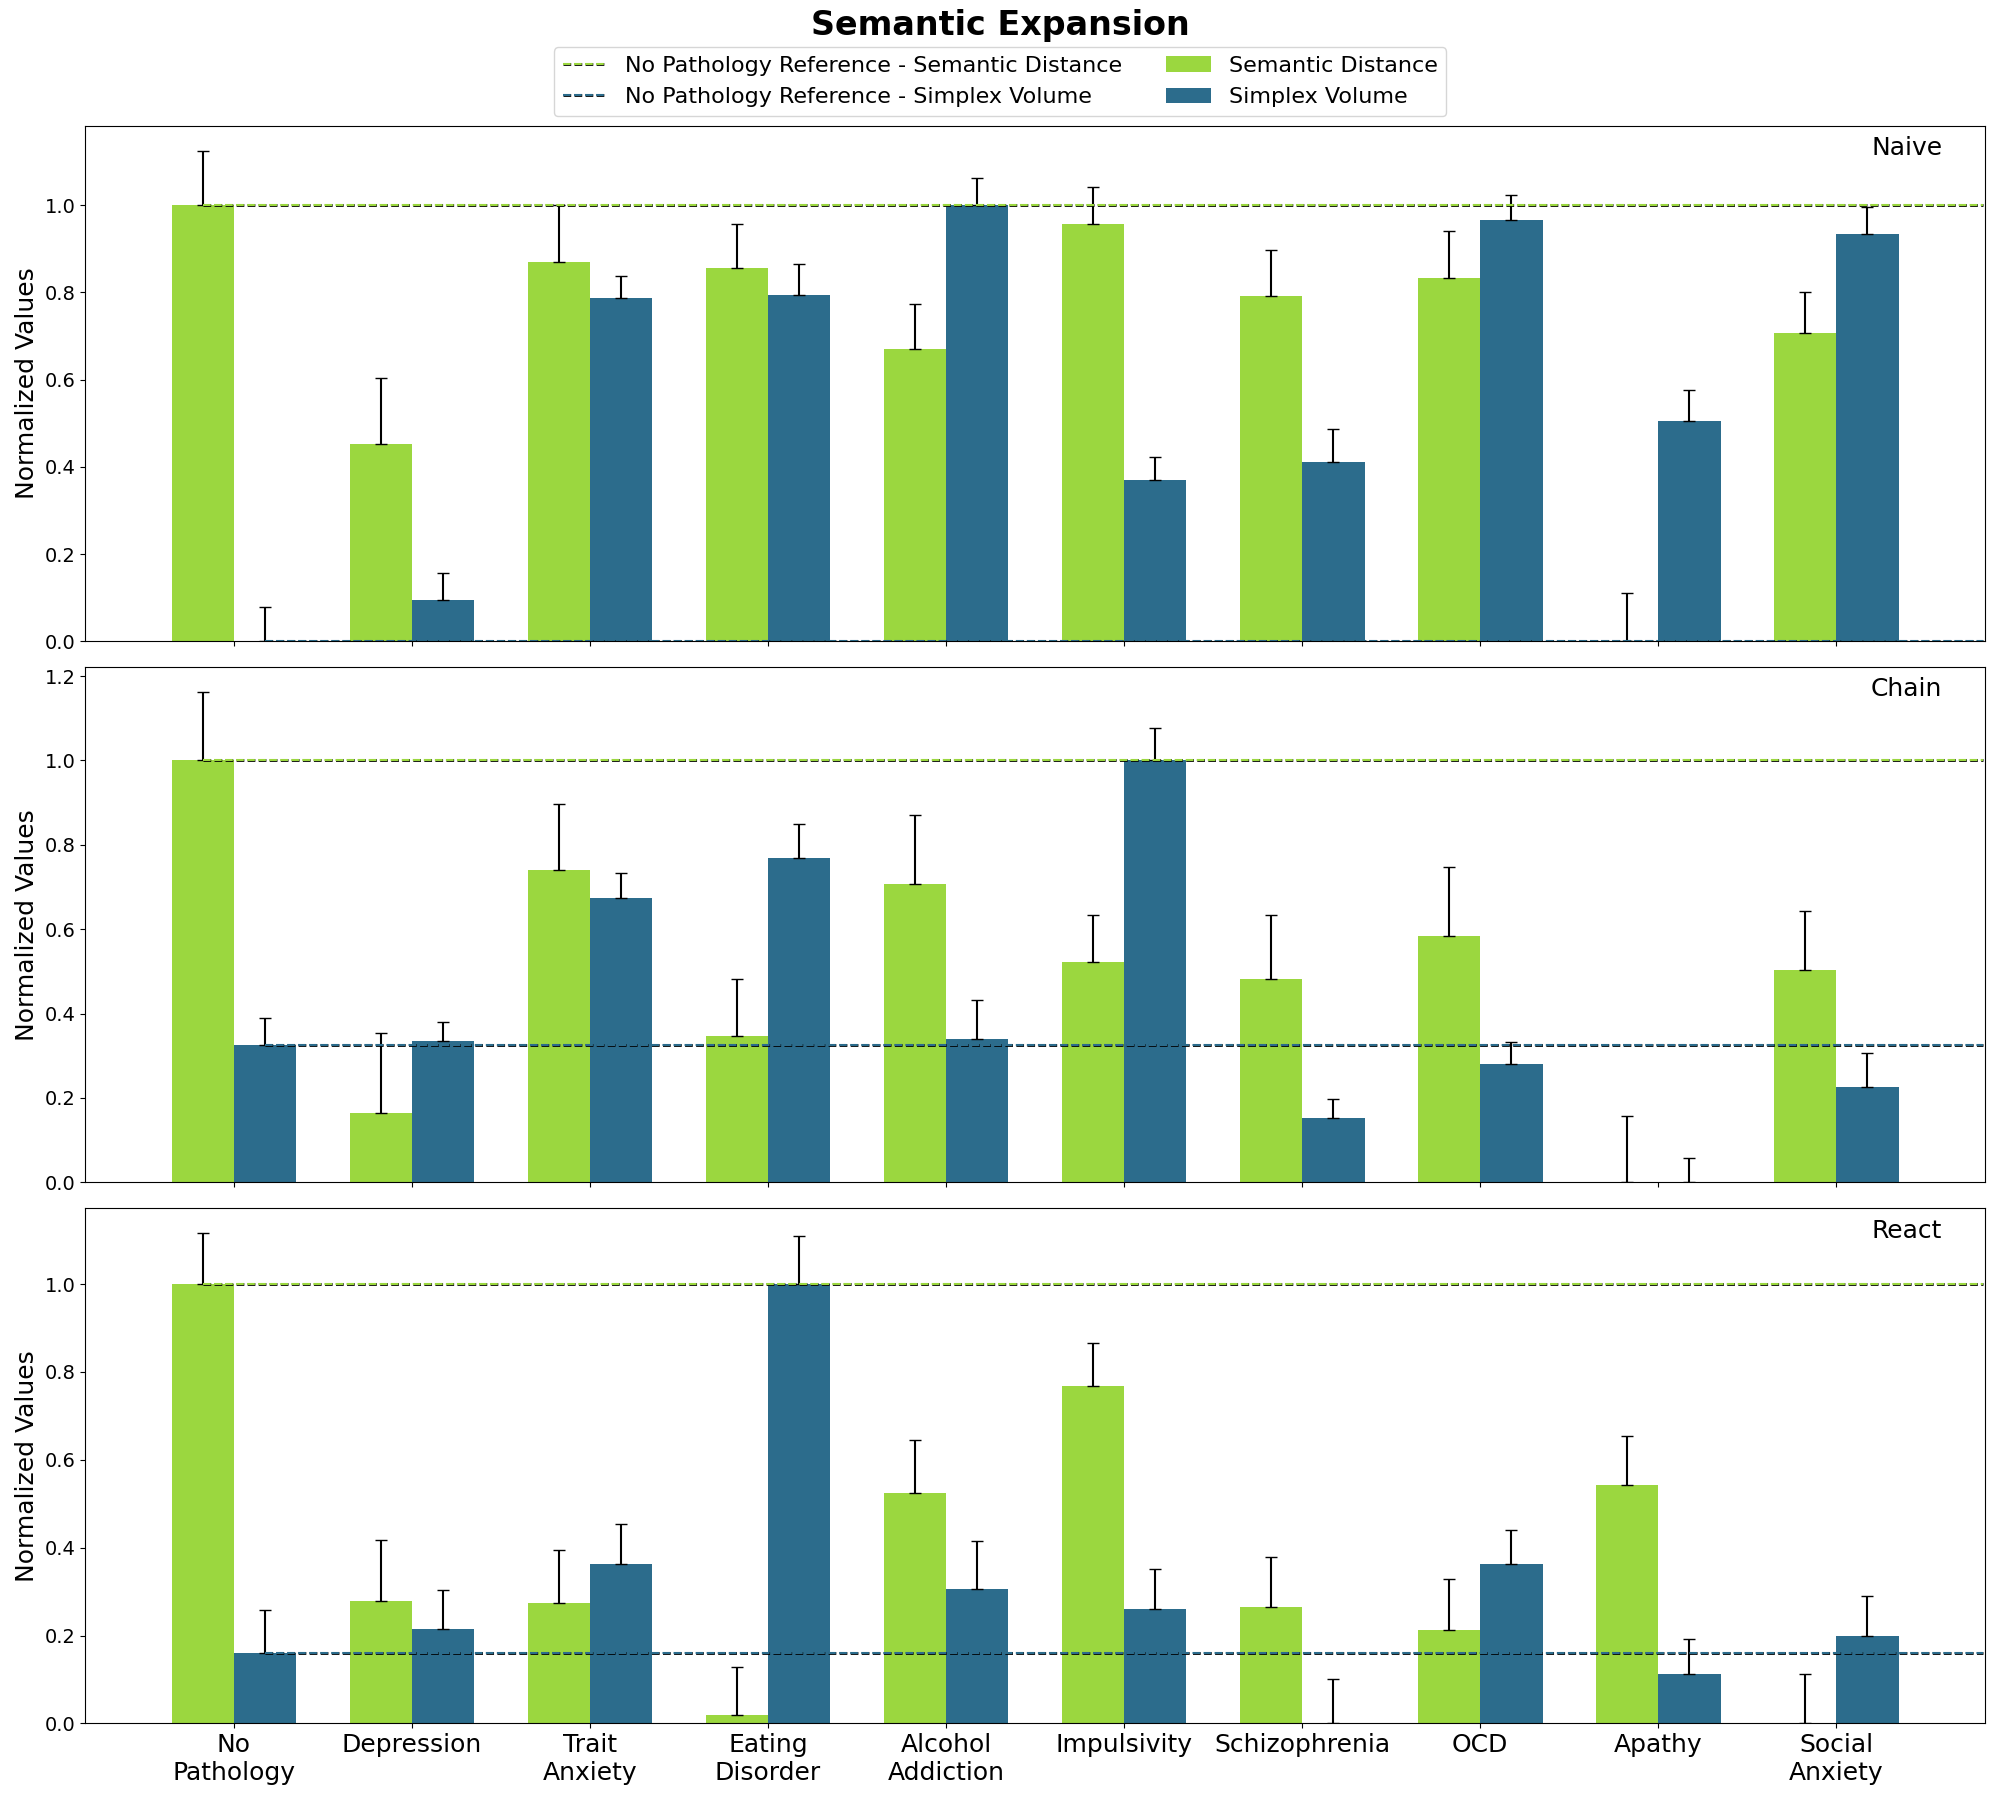 Semantic Expansion
No Pathology Reference - Semantic Distance
No Pathology Reference - Simplex Volume
Semantic Distance
Simplex Volume
Naive
Normalized Values
1.0
0.8
0.6
0.4
0.2
0.0
Chain
Normalized Values
1.2
1.0
0.8
0.6
0.4
0.2
0.0
React
Normalized Values
1.0
0.8
0.6
0.4
0.2
0.0
No
Pathology
Depression
Trait
Anxiety
Eating
Disorder
Alcohol
Addiction
Impulsivity
Schizophrenia
OCD
Apathy
Social
Anxiety